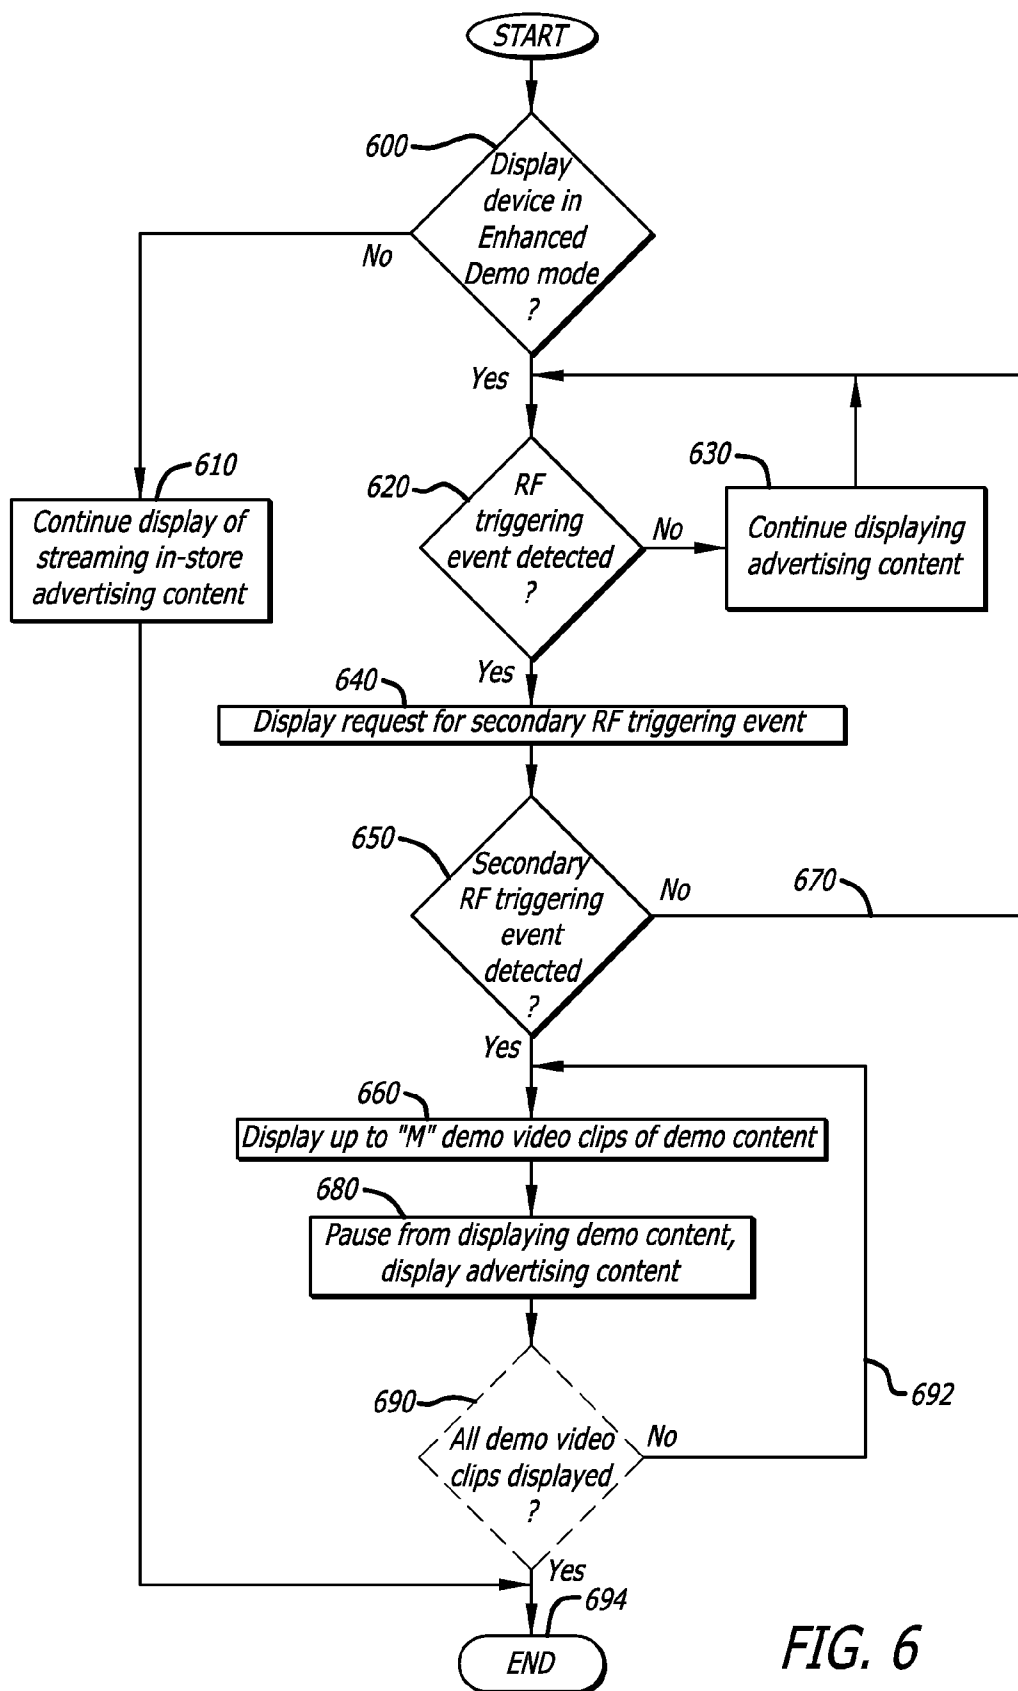 START
600
Display
device in
Enhanced
Demo mode
?
No
Yes
610
Continue display of
streaming in-store
advertising content
620
RF
triggering
event detected
?
No
630
Continue displaying
advertising content
Yes
640
Display request for secondary RF triggering event
650
Secondary
RF triggering
event
detected
?
No
670
Yes
660
Display up to "M" demo video clips of demo content
680
Pause from displaying demo content,
display advertising content
690
All demo video
clips displayed
?
No
692
Yes
694
END
FIG. 6